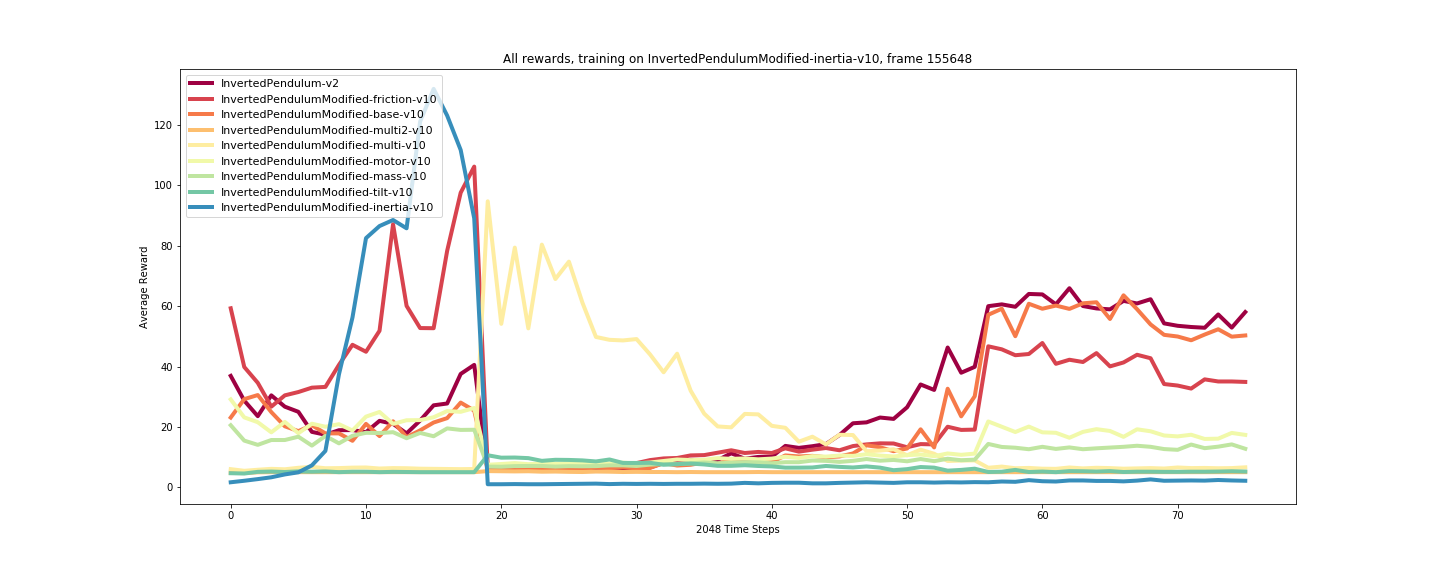 All rewards, training on InvertedPendulumModified-inertia-v10, frame 155648
InvertedPendulum-v2
InvertedPendulumModified-friction-v10
InvertedPendulumModified-base-v10
InvertedPendulumModified-multi2-v10
InvertedPendulumModified-multi-v10
InvertedPendulumModified-motor-v10
InvertedPendulumModified-mass-v10
InvertedPendulumModified-tilt-v10
InvertedPendulumModified-inertia-v10
Average Reward
120
100
80
60
40
20
0
0 10 20 30 40 50 60 70
2048 Time Steps